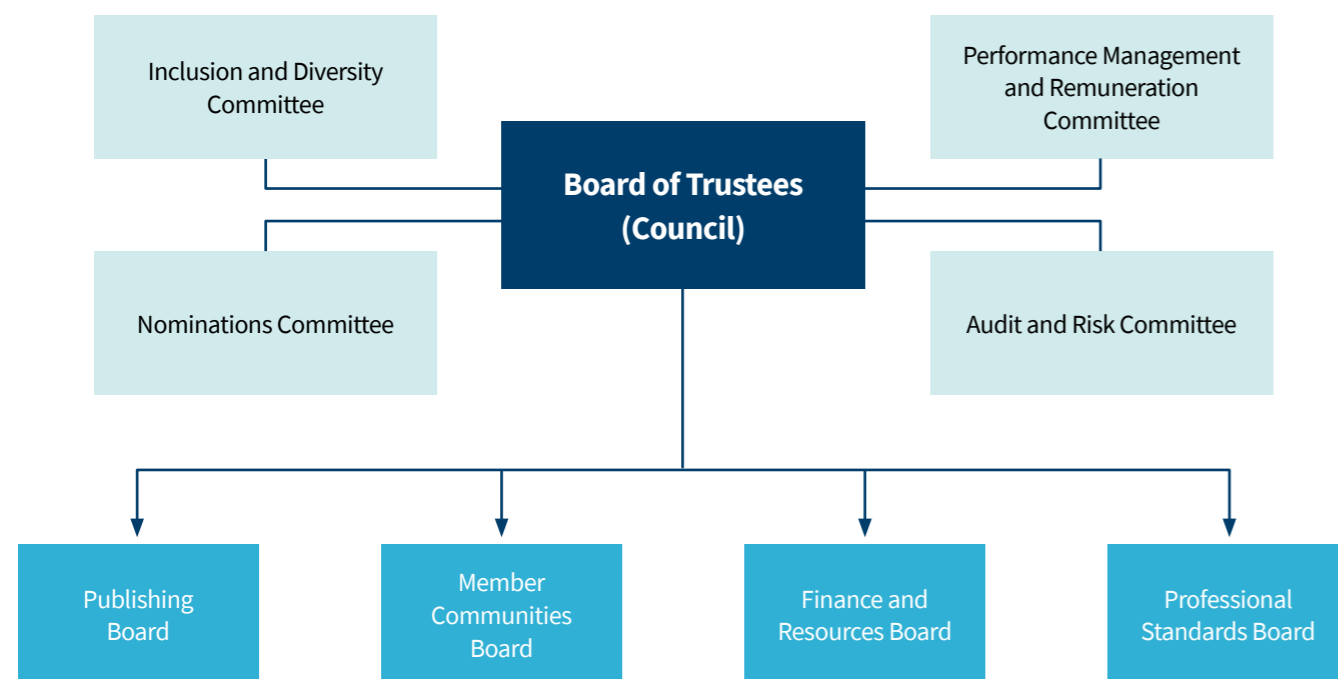 Inclusion and Diversity
Committee
Performance Management
and Remuneration
Committee
Board of Trustees
(Council)
Nominations Committee
Audit and Risk Committee
Publishing
Board
Member
Communities
Board
Finance and
Resources Board
Professional
Standards Board